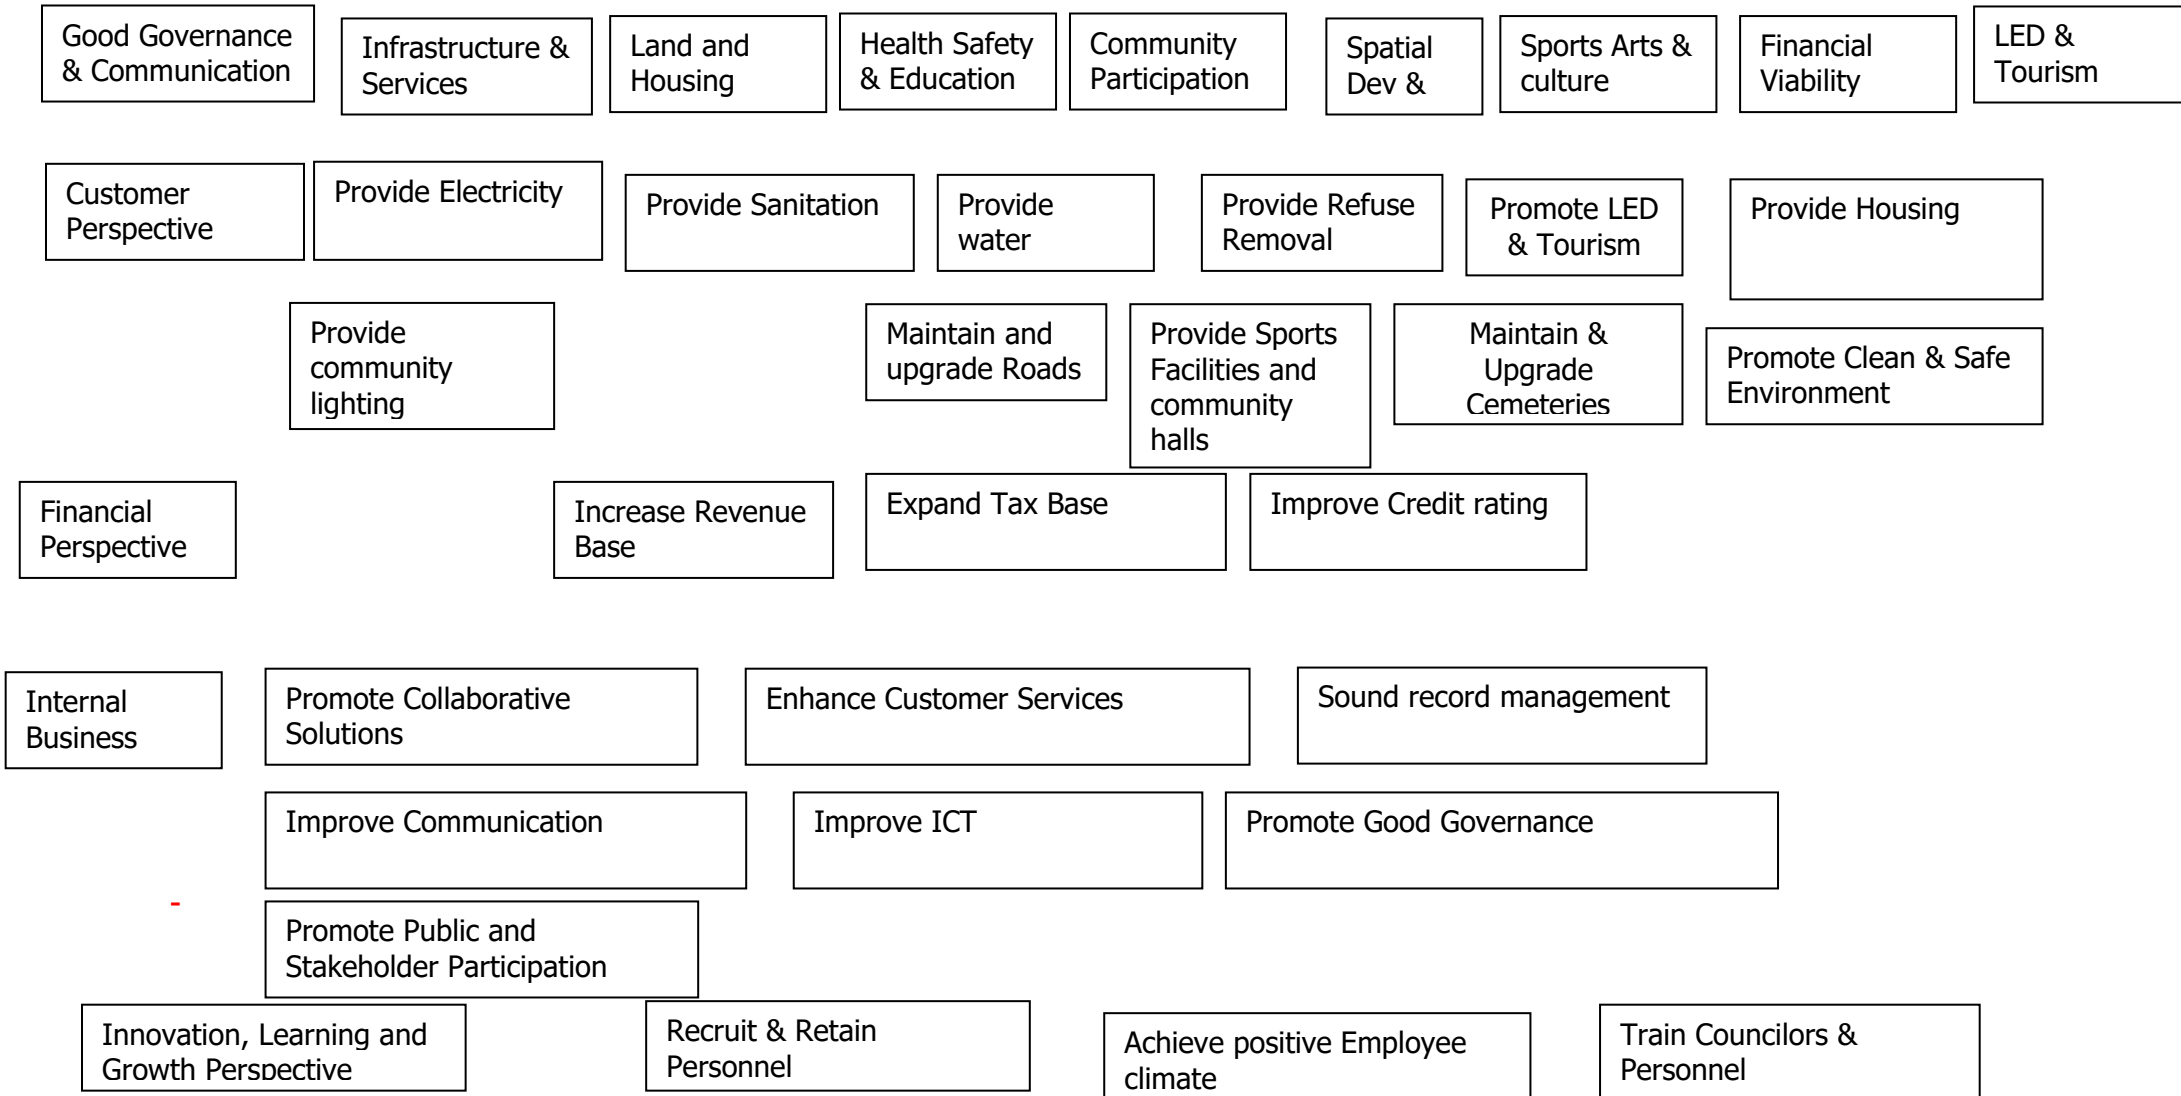 Good Governance
& Communication
Infrastructure &
Services
Land and
Housing
Health Safety
& Education
Community
Participation
Spatial
Dev &
Sports Arts &
culture
Financial
Viability
LED &
Tourism
Customer
Perspective
Provide Electricity
Provide Sanitation
Provide
water
Provide Refuse
Removal
Promote LED
& Tourism
Provide Housing
Provide
community
lighting
Maintain and
upgrade Roads
Provide Sports
Facilities and
community
halls
Maintain &
Upgrade
Cemeteries
Promote Clean & Safe
Environment
Financial
Perspective
Increase Revenue
Base
Expand Tax Base
Improve Credit rating
Internal
Business
Promote Collaborative
Solutions
Enhance Customer Services
Sound record management
Improve Communication
Improve ICT
Promote Good Governance
-
Promote Public and
Stakeholder Participation
Innovation, Learning and
Growth Perspective
Recruit & Retain
Personnel
Achieve positive Employee
climate
Train Councilors &
Personnel